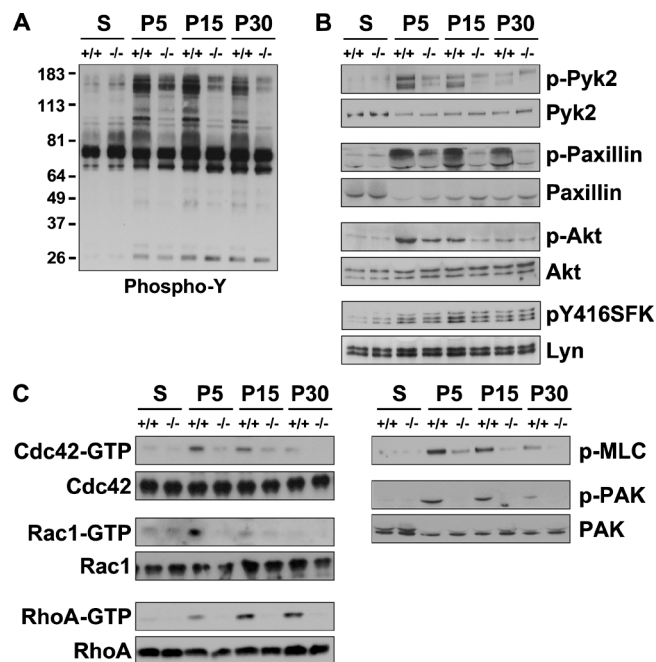 A
S P5 P15 P30
+/+ -/- +/+ -/- +/+ -/- +/+ -/-
183
113
81
64
49
37
26
Phospho-Y
B
S P5 P15 P30
+/+ -/- +/+ -/- +/+ -/- +/+ -/-
p-Pyk2
Pyk2
p-Paxillin
Paxillin
p-Akt
Akt
pY416SFK
Lyn
C
S P5 P15 P30
+/+ -/- +/+ -/- +/+ -/- +/+ -/-
Cdc42-GTP
Cdc42
Rac1-GTP
Rac1
RhoA-GTP
RhoA
S P5 P15 P30
+/+ -/- +/+ -/- +/+ -/- +/+ -/-
p-MLC
p-PAK
PAK